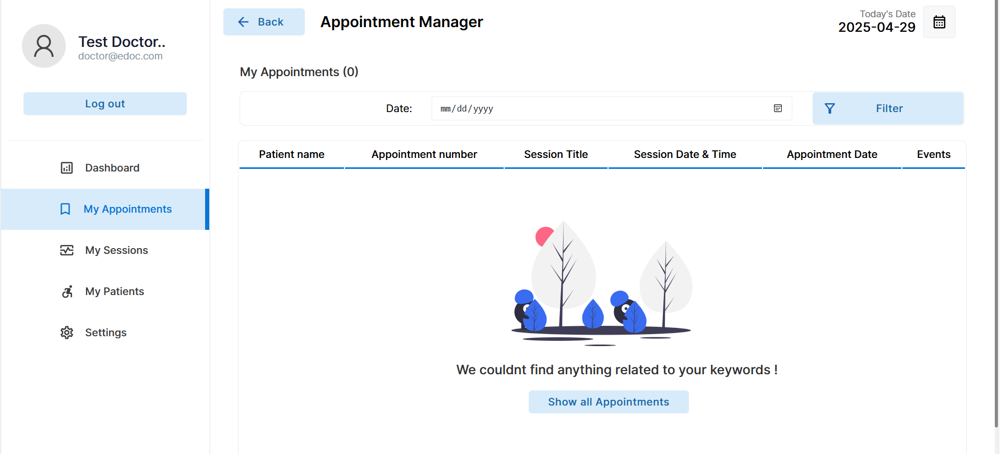 Test Doctor..
doctor@edoc.com
Log out
Dashboard
My Appointments
My Sessions
My Patients
Settings
Back
Appointment Manager
Today's Date
2025-04-29
My Appointments (0)
Date:
mm/dd/yyyy
Filter
Patient name Appointment number Session Title Session Date & Time Appointment Date Events
We couldnt find anything related to your keywords !
Show all Appointments